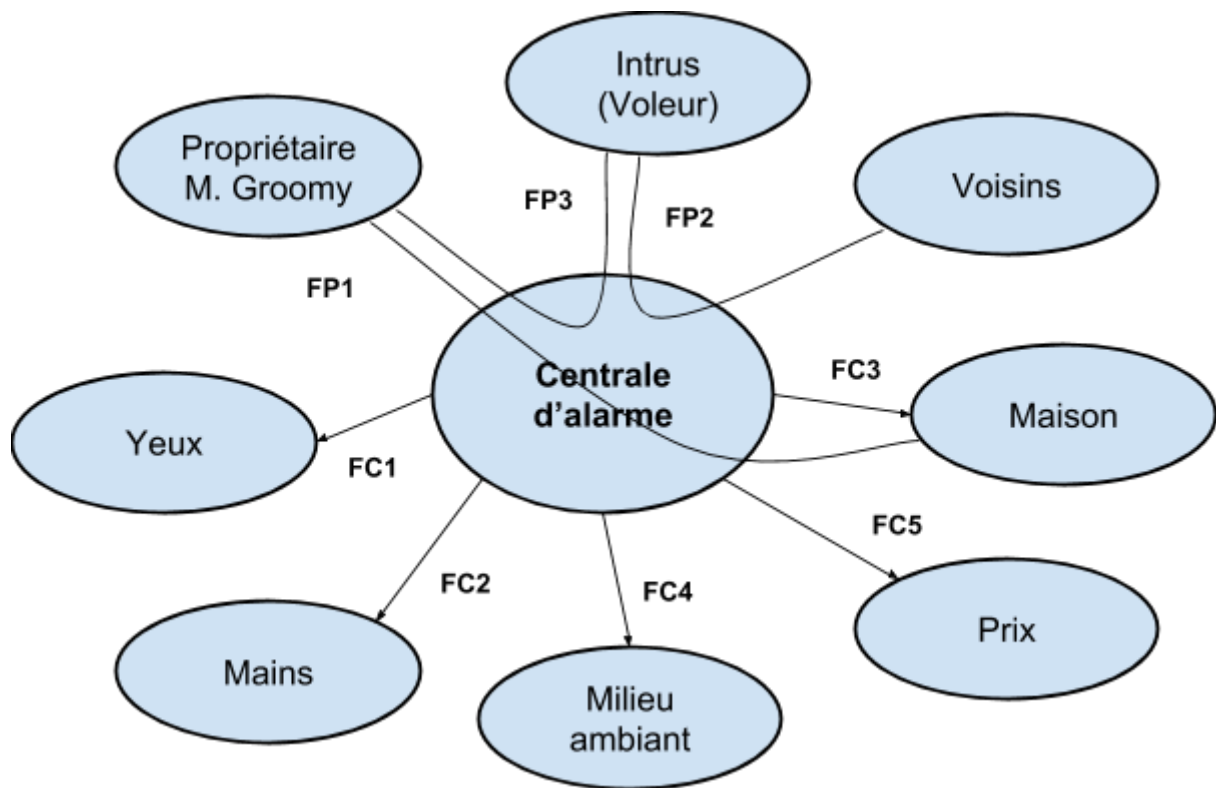 Intrus
(Voleur)
Propriétaire
M. Groomy
Voisins
FP3
FP2
FP1
Centrale
d'alarme
FC3
Maison
Yeux
FC1
FC5
FC2
FC4
Prix
Mains
Milieu
ambiant